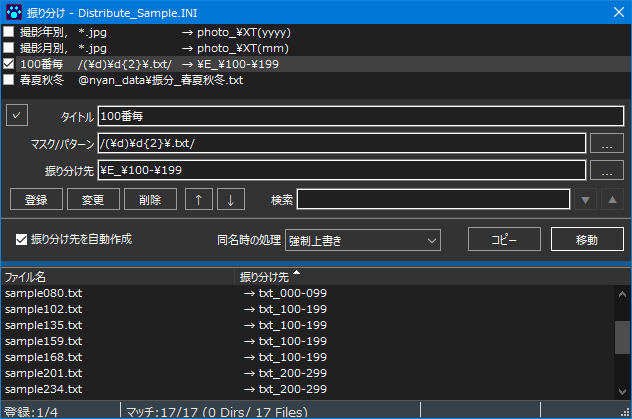 振り分け - Distribute_Sample.INI
撮影年別, *.jpg → photo_¥XT(yyyy)
撮影月別, *.jpg → photo_¥XT(mm)
100番毎 /(¥d)¥d{2}¥.txt/ → ¥E_¥100-¥199
春夏秋冬 @nyan_data¥振分_春夏秋冬.txt
タイトル 100番毎
マスク/パターン /(¥d)¥d{2}¥.txt/ ...
振り分け先 ¥E_¥100-¥199 ...
登録 変更 削除 ↑ ↓ 検索 ▼ ▲
振り分け先を自動作成 同名時の処理 強制上書き コピー 移動
ファイル名 振り分け先
sample080.txt → txt_000-099
sample102.txt → txt_100-199
sample135.txt → txt_100-199
sample159.txt → txt_100-199
sample168.txt → txt_100-199
sample201.txt → txt_200-299
sample234.txt → txt_200-299
登録:1/4 マッチ:17/17 (0 Dirs/ 17 Files)